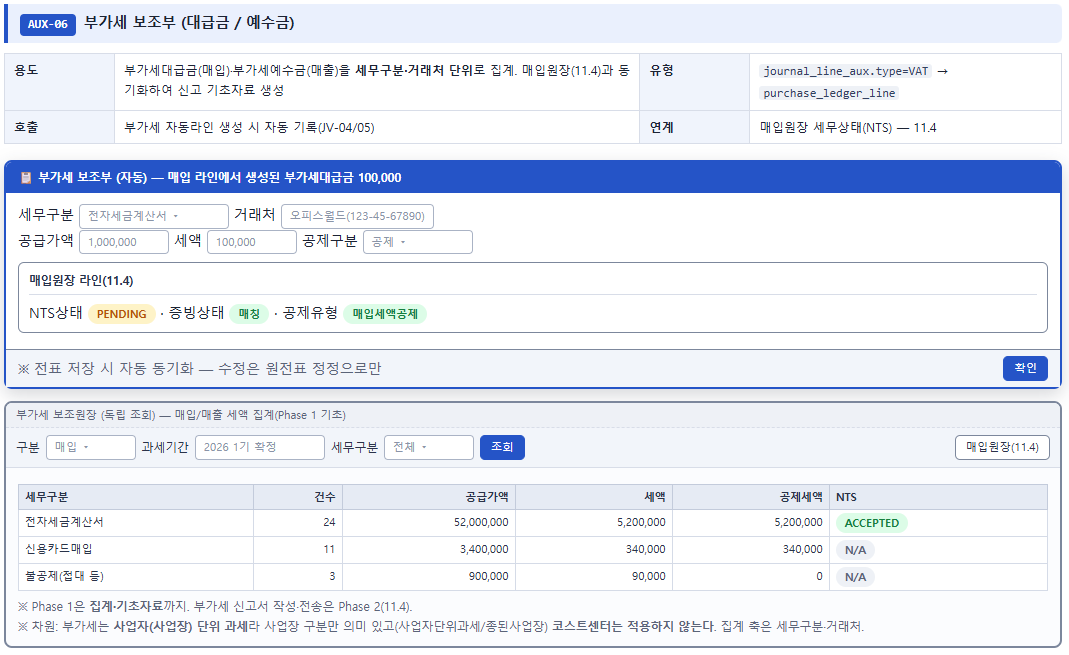 AUX-06 부가세 보조부 (대급금 / 예수금)
용도 부가세대급금(매입)·부가세예수금(매출)을 세무구분·거래처 단위로 집계. 매입원장(11.4)과 동
기화하여 신고 기초자료 생성
유형 journal_line_aux.type=VAT →
purchase_ledger_line
호출 부가세 자동라인 생성 시 자동 기록(JV-04/05) 연계 매입원장 세무상태(NTS) — 11.4
📋 부가세 보조부 (자동) — 매입 라인에서 생성된 부가세대급금 100,000
세무구분 전자세금계산서 거래처 오피스월드(123-45-67890)
공급가액 1,000,000 세액 100,000 공제구분 공제
매입원장 라인(11.4)
NTS상태 PENDING · 증빙상태 매칭 · 공제유형 매입세액공제
※ 전표 저장 시 자동 동기화 — 수정은 원전표 정정으로만 확인
부가세 보조원장 (독립 조회) — 매입/매출 세액 집계(Phase 1 기초)
구분 매입 과세기간 2026 1기 확정 세무구분 전체 조회 매입원장(11.4)
세무구분 건수 공급가액 세액 공제세액 NTS
전자세금계산서 24 52,000,000 5,200,000 5,200,000 ACCEPTED
신용카드매입 11 3,400,000 340,000 340,000 N/A
불공제(접대 등) 3 900,000 90,000 0 N/A
※ Phase 1은 집계·기초자료까지. 부가세 신고서 작성·전송은 Phase 2(11.4).
※ 차원: 부가세는 사업자(사업장) 단위 과세라 사업장 구분만 의미 있고(사업자단위과세/종된사업장) 코스트센터는 적용하지 않는다. 집계 축은 세무구분·거래처.